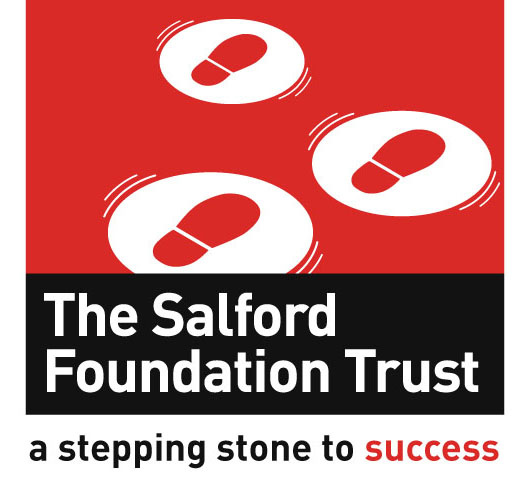 The Salford
Foundation Trust
a stepping stone to success